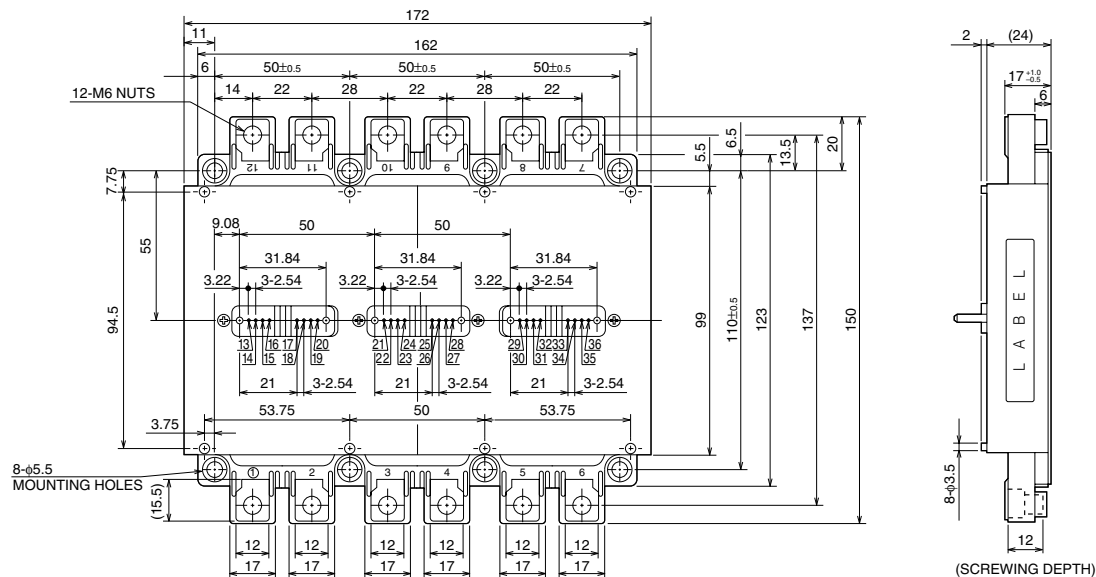 172
11
162
6
50±0.5 50±0.5 50±0.5
12-M6 NUTS
14 22 28 22 28 22
12 11 10 9 8 7
5.5
6.5
13.5
20
7.75
55
94.5
9.08 50 50
31.84 31.84 31.84
3.22 3-2.54 3.22 3-2.54 3.22 3-2.54
13 16 17 20 21 24 25 28 29 32 33 36
14 15 18 19 22 23 26 27 30 31 34 35
21 3-2.54 21 3-2.54 21 3-2.54
99
110±0.5
123
137
150
53.75 50 53.75
3.75
8-ϕ5.5
MOUNTING HOLES
① 2 3 4 5 6
(15.5)
12 12 12 12 12 12
17 17 17 17 17 17
2 (24)
17 +1.0 -0.5
6
LABEL
8-ϕ3.5
12
(SCREWING DEPTH)